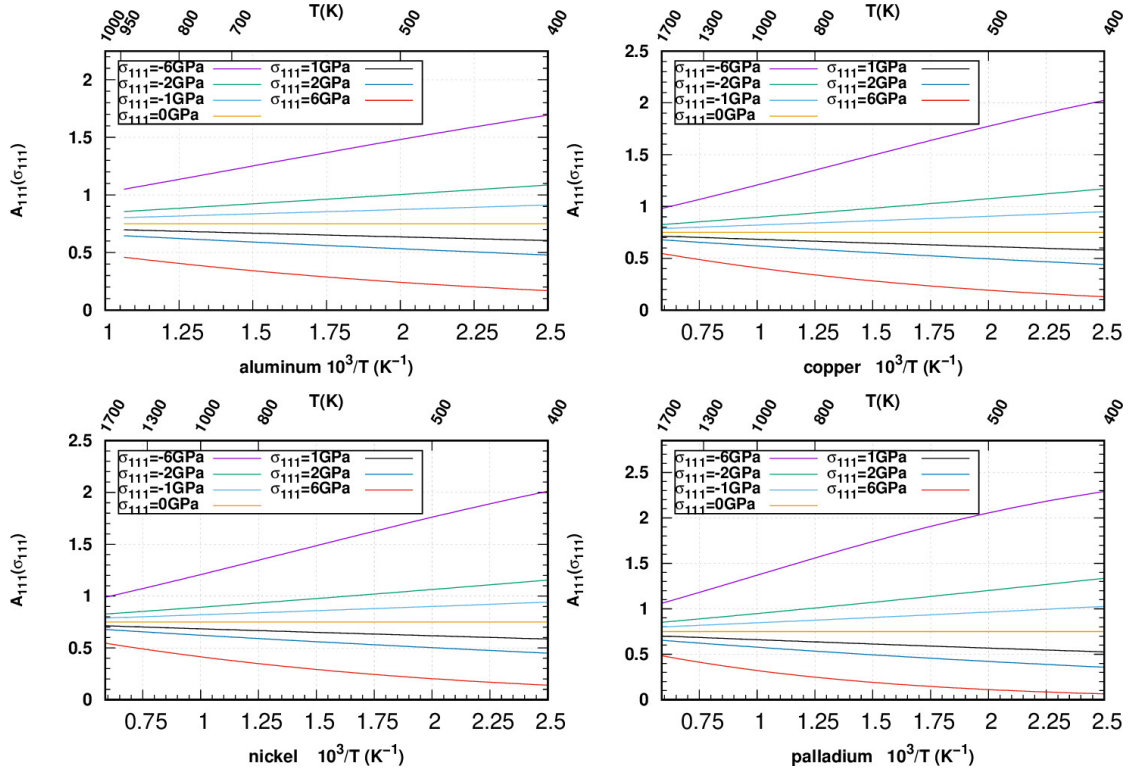 T(K)
1000 950 800 700 500 400
A₁₁₁(σ₁₁₁)
2
1.5
1
0.5
0
σ₁₁₁=-6GPa σ₁₁₁=1GPa
σ₁₁₁=-2GPa σ₁₁₁=2GPa
σ₁₁₁=-1GPa σ₁₁₁=6GPa
σ₁₁₁=0GPa
1 1.25 1.5 1.75 2 2.25 2.5
aluminum 10³/T (K⁻¹)
T(K)
1700 1300 1000 800 500 400
A₁₁₁(σ₁₁₁)
2.5
2
1.5
1
0.5
0
σ₁₁₁=-6GPa σ₁₁₁=1GPa
σ₁₁₁=-2GPa σ₁₁₁=2GPa
σ₁₁₁=-1GPa σ₁₁₁=6GPa
σ₁₁₁=0GPa
0.75 1 1.25 1.5 1.75 2 2.25 2.5
copper 10³/T (K⁻¹)
T(K)
1700 1300 1000 800 500 400
A₁₁₁(σ₁₁₁)
2.5
2
1.5
1
0.5
0
σ₁₁₁=-6GPa σ₁₁₁=1GPa
σ₁₁₁=-2GPa σ₁₁₁=2GPa
σ₁₁₁=-1GPa σ₁₁₁=6GPa
σ₁₁₁=0GPa
0.75 1 1.25 1.5 1.75 2 2.25 2.5
nickel 10³/T (K⁻¹)
T(K)
1700 1300 1000 800 500 400
A₁₁₁(σ₁₁₁)
2.5
2
1.5
1
0.5
0
σ₁₁₁=-6GPa σ₁₁₁=1GPa
σ₁₁₁=-2GPa σ₁₁₁=2GPa
σ₁₁₁=-1GPa σ₁₁₁=6GPa
σ₁₁₁=0GPa
0.75 1 1.25 1.5 1.75 2 2.25 2.5
palladium 10³/T (K⁻¹)